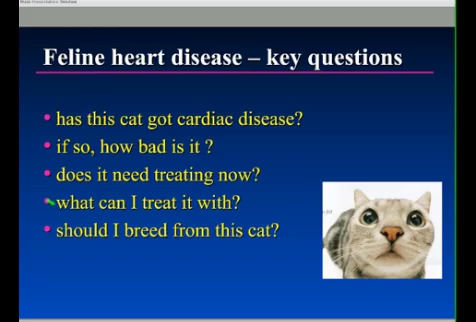 Feline heart disease – key questions
• has this cat got cardiac disease?
• if so, how bad is it ?
• does it need treating now?
• what can I treat it with?
• should I breed from this cat?